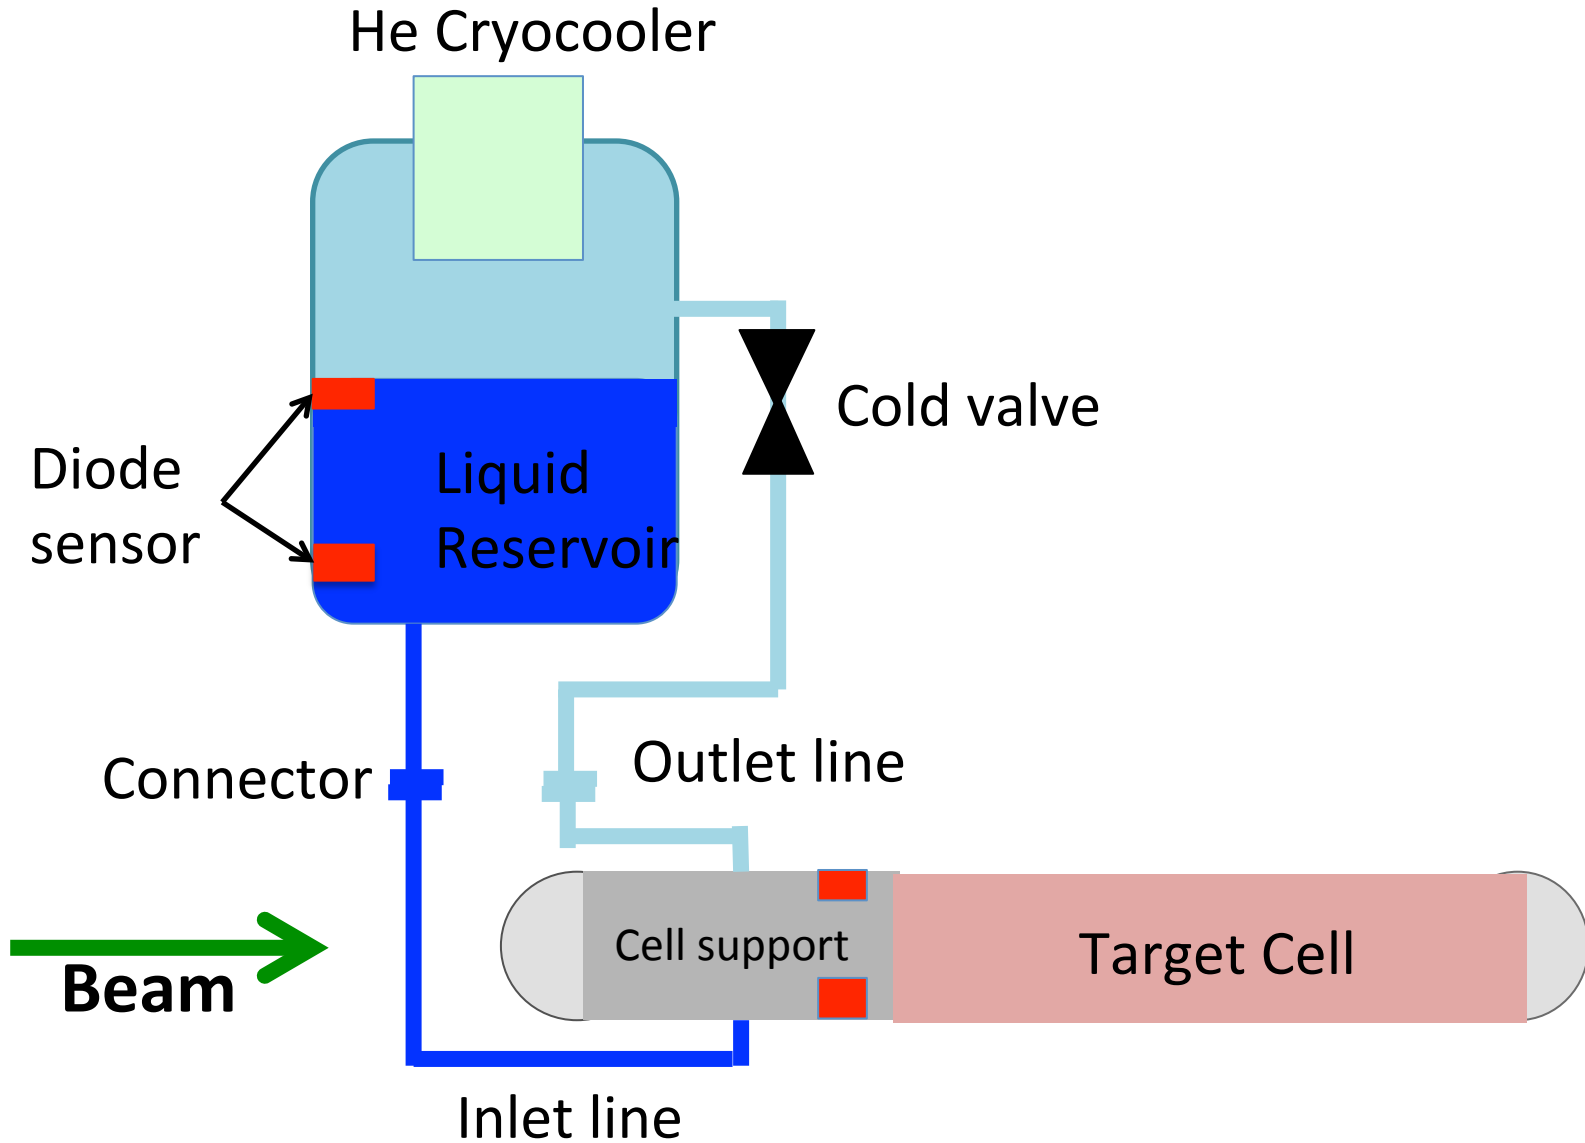 He Cryocooler
Cold valve
Diode
sensor
Liquid
Reservoir
Connector
Outlet line
Cell support
Target Cell
Beam
Inlet line